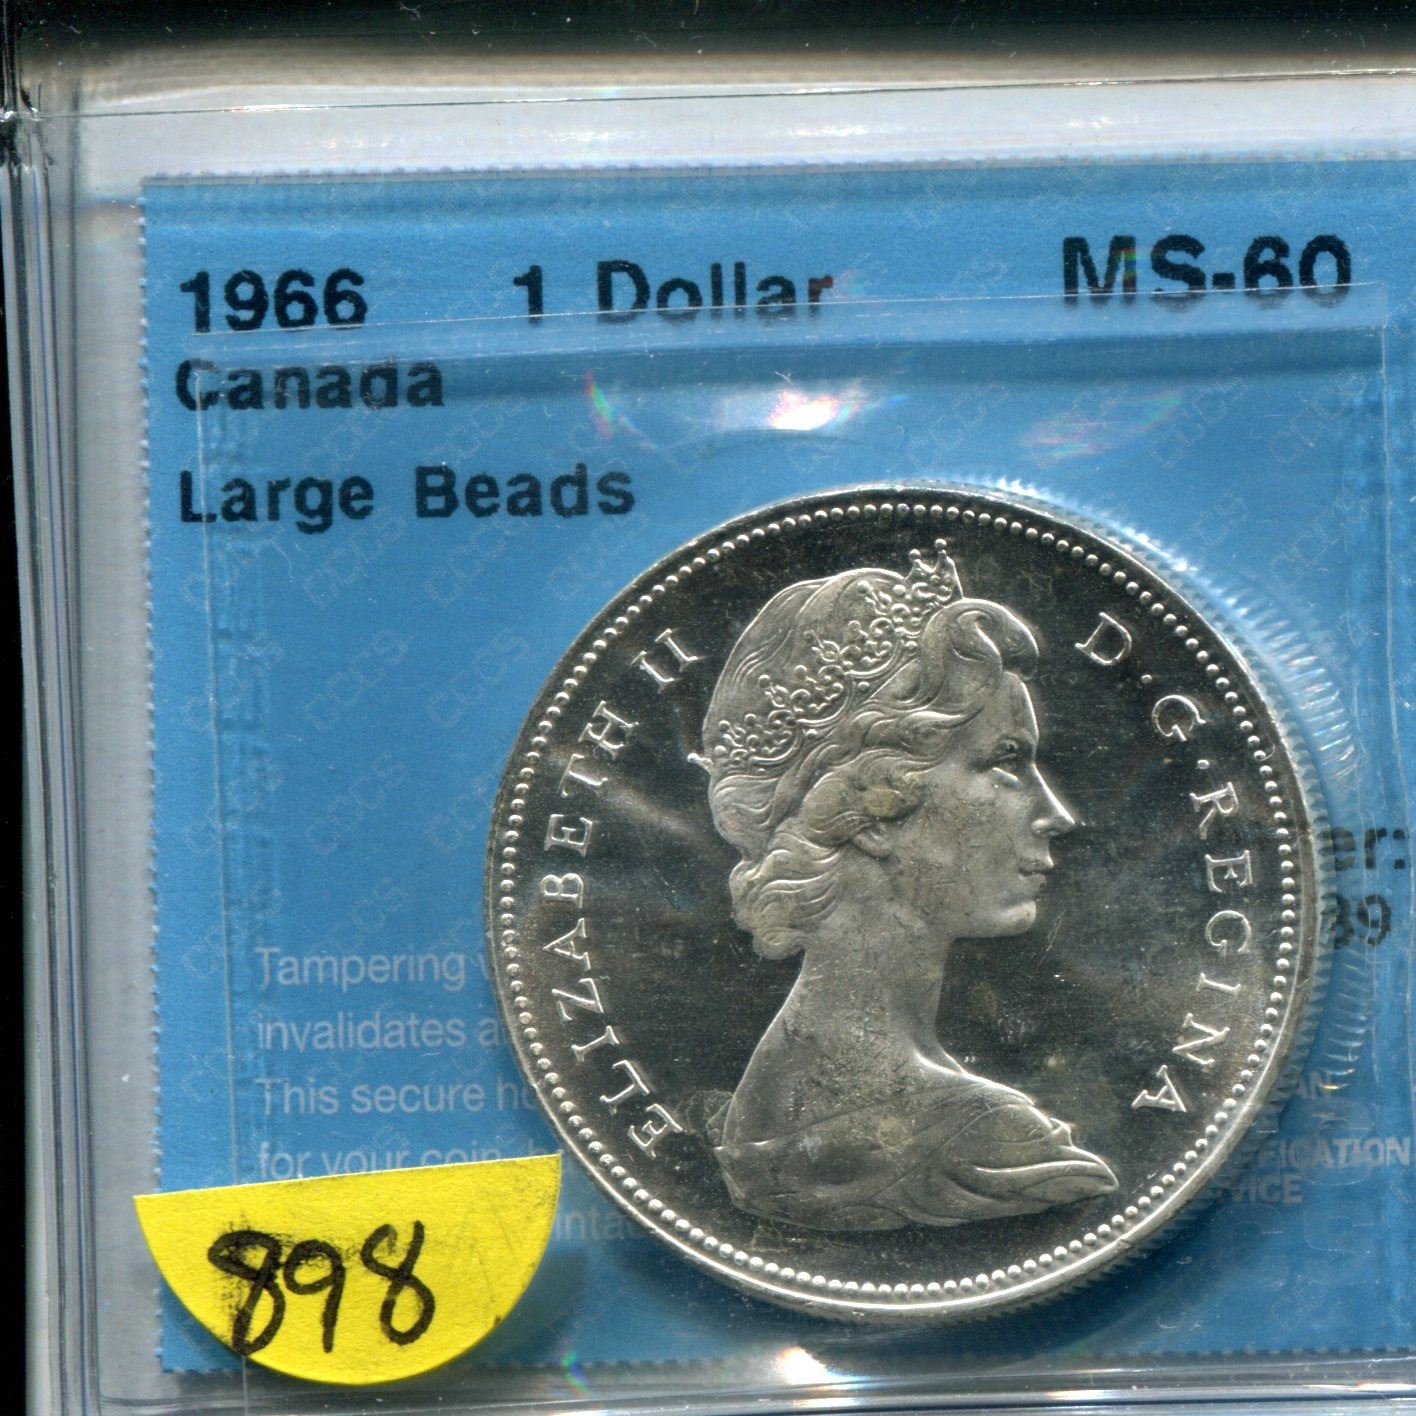 1966 1 Dollar MS-60
Canada
Large Beads
ELIZABETH II D·G·REGINA
Tampering
invalidates
This secure
for your coin
898